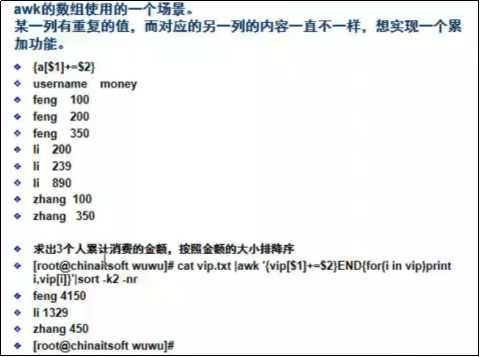 awk的数组使用的一个场景。
某一列有重复的值，而对应的另一列的内容一直不一样，想实现一个累
加功能。
❖ {a[$1]+=$2}
❖ username money
❖ feng 100
❖ feng 200
❖ feng 350
❖ li 200
❖ li 239
❖ li 890
❖ zhang 100
❖ zhang 350
❖ 求出3个人累计消费的金额，按照金额的大小排降序
❖ [root@chinaitsoft wuwu]# cat vip.txt |awk '{vip[$1]+=$2}END{for(i in vip)print
i,vip[i]}'|sort -k2 -nr
❖ feng 4150
❖ li 1329
❖ zhang 450
❖ [root@chinaitsoft wuwu]#